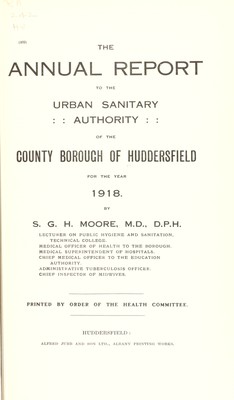 THE
ANNUAL REPORT
TO THE
URBAN SANITARY
: : AUTHORITY : :
OF THE
COUNTY BOROUGH OF HUDDERSFIELD
FOR THE YEAR
1918.
BY
S. G. H. MOORE, M.D., D.P.H.
LECTURER ON PUBLIC HYGIENE AND SANITATION,
TECHNICAL COLLEGE.
MEDICAL OFFICER OF HEALTH TO THE BOROUGH.
MEDICAL SUPERINTENDENT OF HOSPITALS.
CHIEF MEDICAL OFFICER TO THE EDUCATION
AUTHORITY.
ADMINISTRATIVE TUBERCULOSIS OFFICER.
CHIEF INSPECTOR OF MIDWIVES.
PRINTED BY ORDER OF THE HEALTH COMMITTEE.
HUDDERSFIELD:
ALFRED JUBB AND SON LTD., ALBANY PRINTING WORKS.